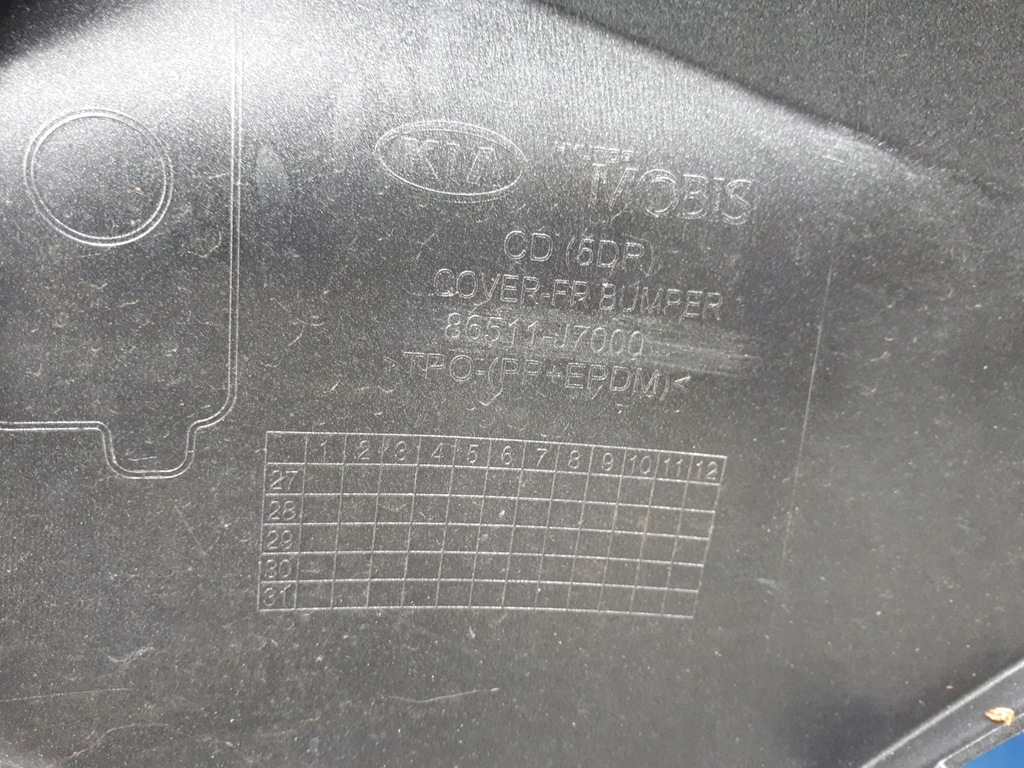 KIA
MOBIS
CD (5DR)
COVER-FR BUMPER
86511-J7000
>TPO-(PP+EPDM)<
1 2 3 4 5 6 7 8 9 10 11 12
27
28
29
30
31